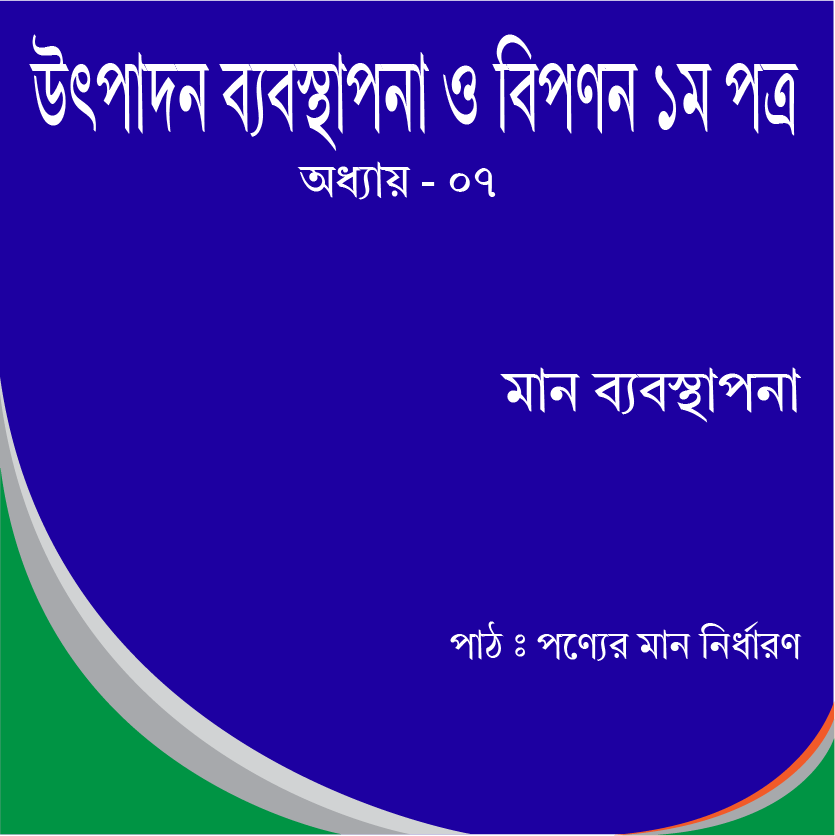 উৎপাদন ব্যবস্থাপনা ও বিপণন ১ম পত্র
অধ্যায় - ০৭
মান ব্যবস্থাপনা
পাঠ ঃ পণ্যের মান নির্ধারণ